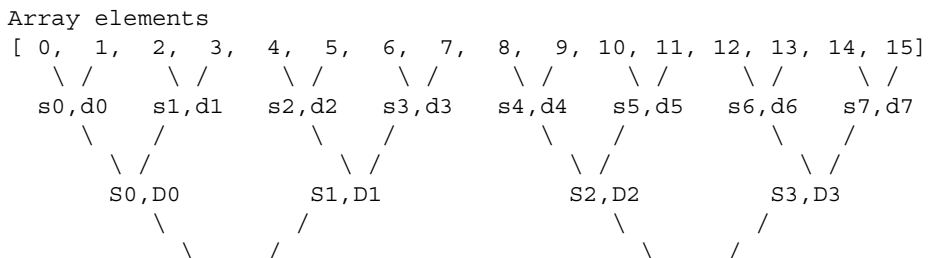 Array elements
[ 0, 1, 2, 3, 4, 5, 6, 7, 8, 9, 10, 11, 12, 13, 14, 15]
\ / \ / \ / \ / \ / \ / \ / \ /
s0,d0 s1,d1 s2,d2 s3,d3 s4,d4 s5,d5 s6,d6 s7,d7
\ / \ / \ / \ /
\ / \ / \ / \ /
S0,D0 S1,D1 S2,D2 S3,D3
\ / \ /
\ / \ /